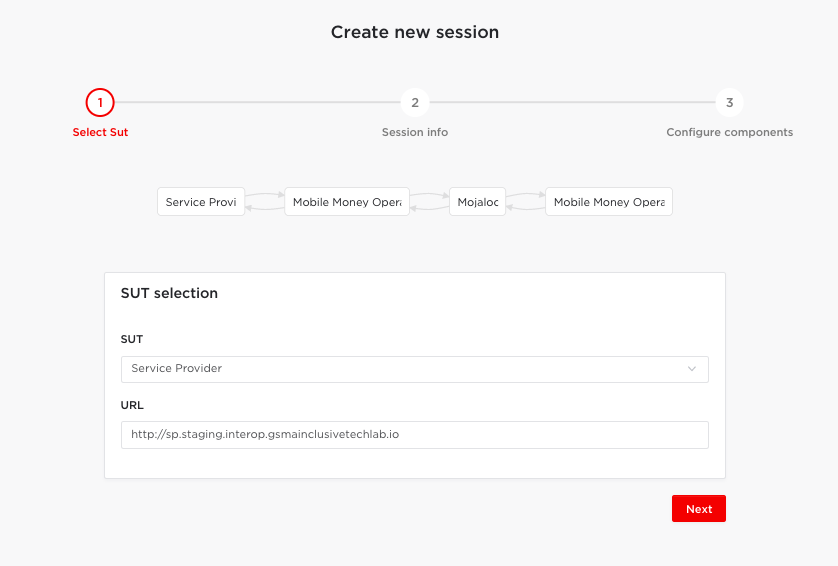 Create new session
1 2 3
Select Sut Session info Configure components
Service Provi Mobile Money Opera Mojaloc Mobile Money Opera
SUT selection
SUT
Service Provider
URL
http://sp.staging.interop.gsmainclusivetechlab.io
Next